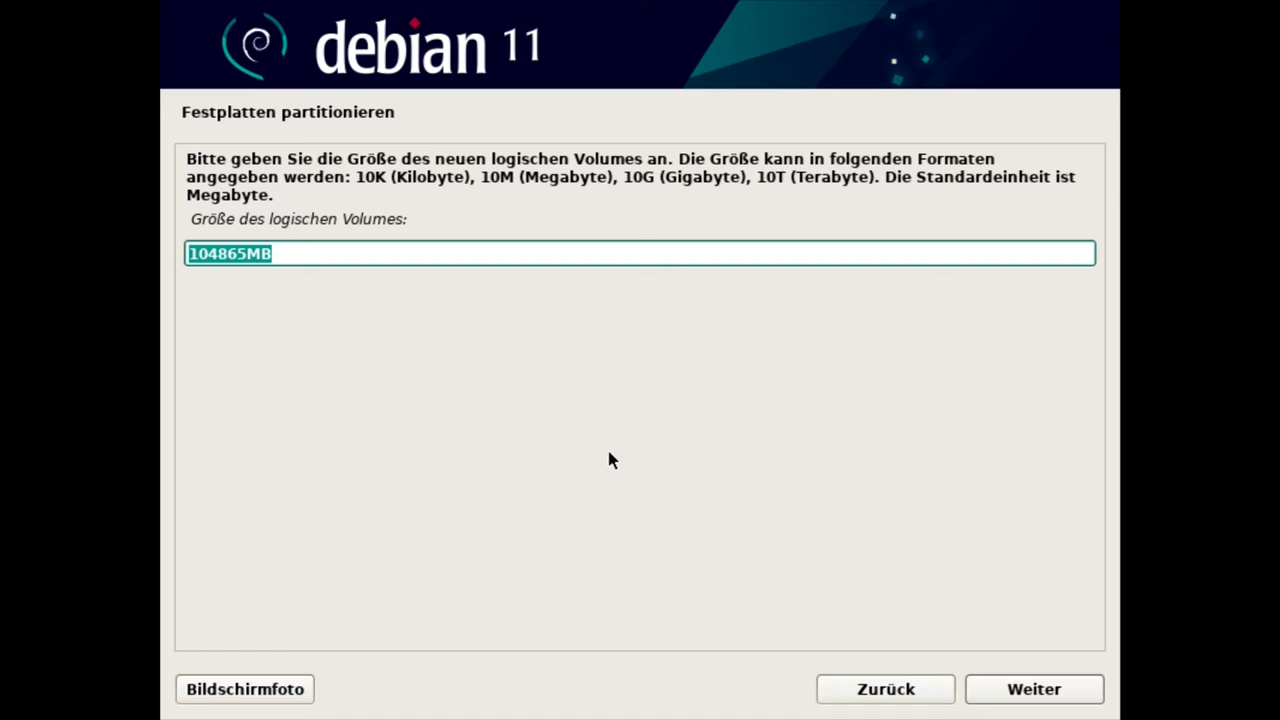 debian 11
Festplatten partitionieren
Bitte geben Sie die Größe des neuen logischen Volumes an. Die Größe kann in folgenden Formaten
angegeben werden: 10K (Kilobyte), 10M (Megabyte), 10G (Gigabyte), 10T (Terabyte). Die Standardeinheit ist
Megabyte.
Größe des logischen Volumes:
104865MB
Bildschirmfoto
Zurück
Weiter